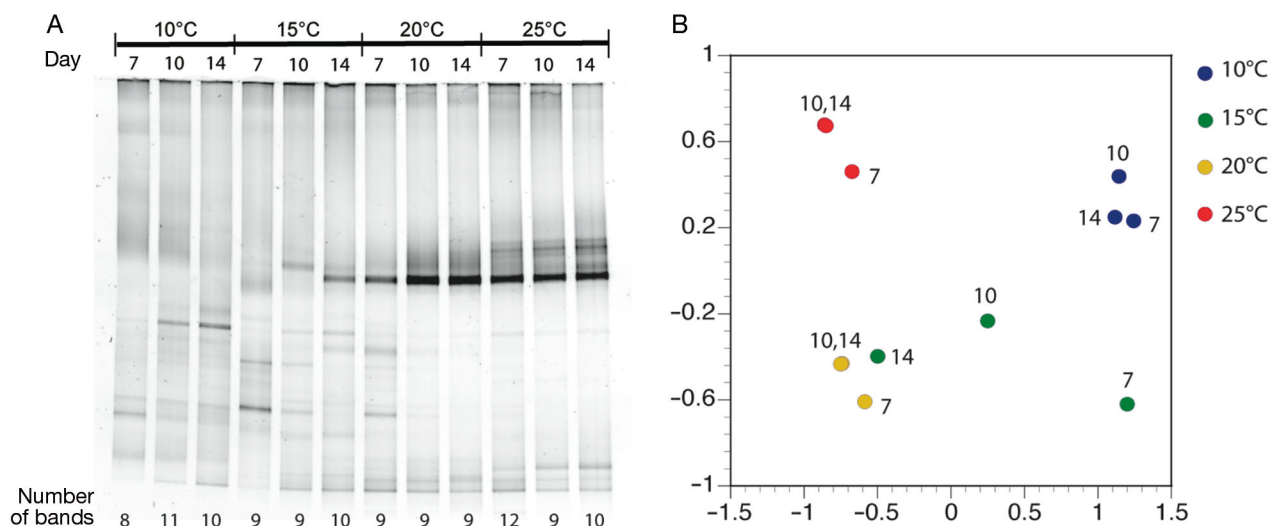 A
10°C 15°C 20°C 25°C
Day 7 10 14 7 10 14 7 10 14 7 10 14
Number
of bands
8 11 10 9 9 10 9 9 9 12 9 10
B
1
0.6
0.2
−0.2
−0.6
−1
−1.5 −1 −0.5 0 0.5 1 1.5
10,14
7
10
14 7
10
10,14
14
7
7
10°C
15°C
20°C
25°C